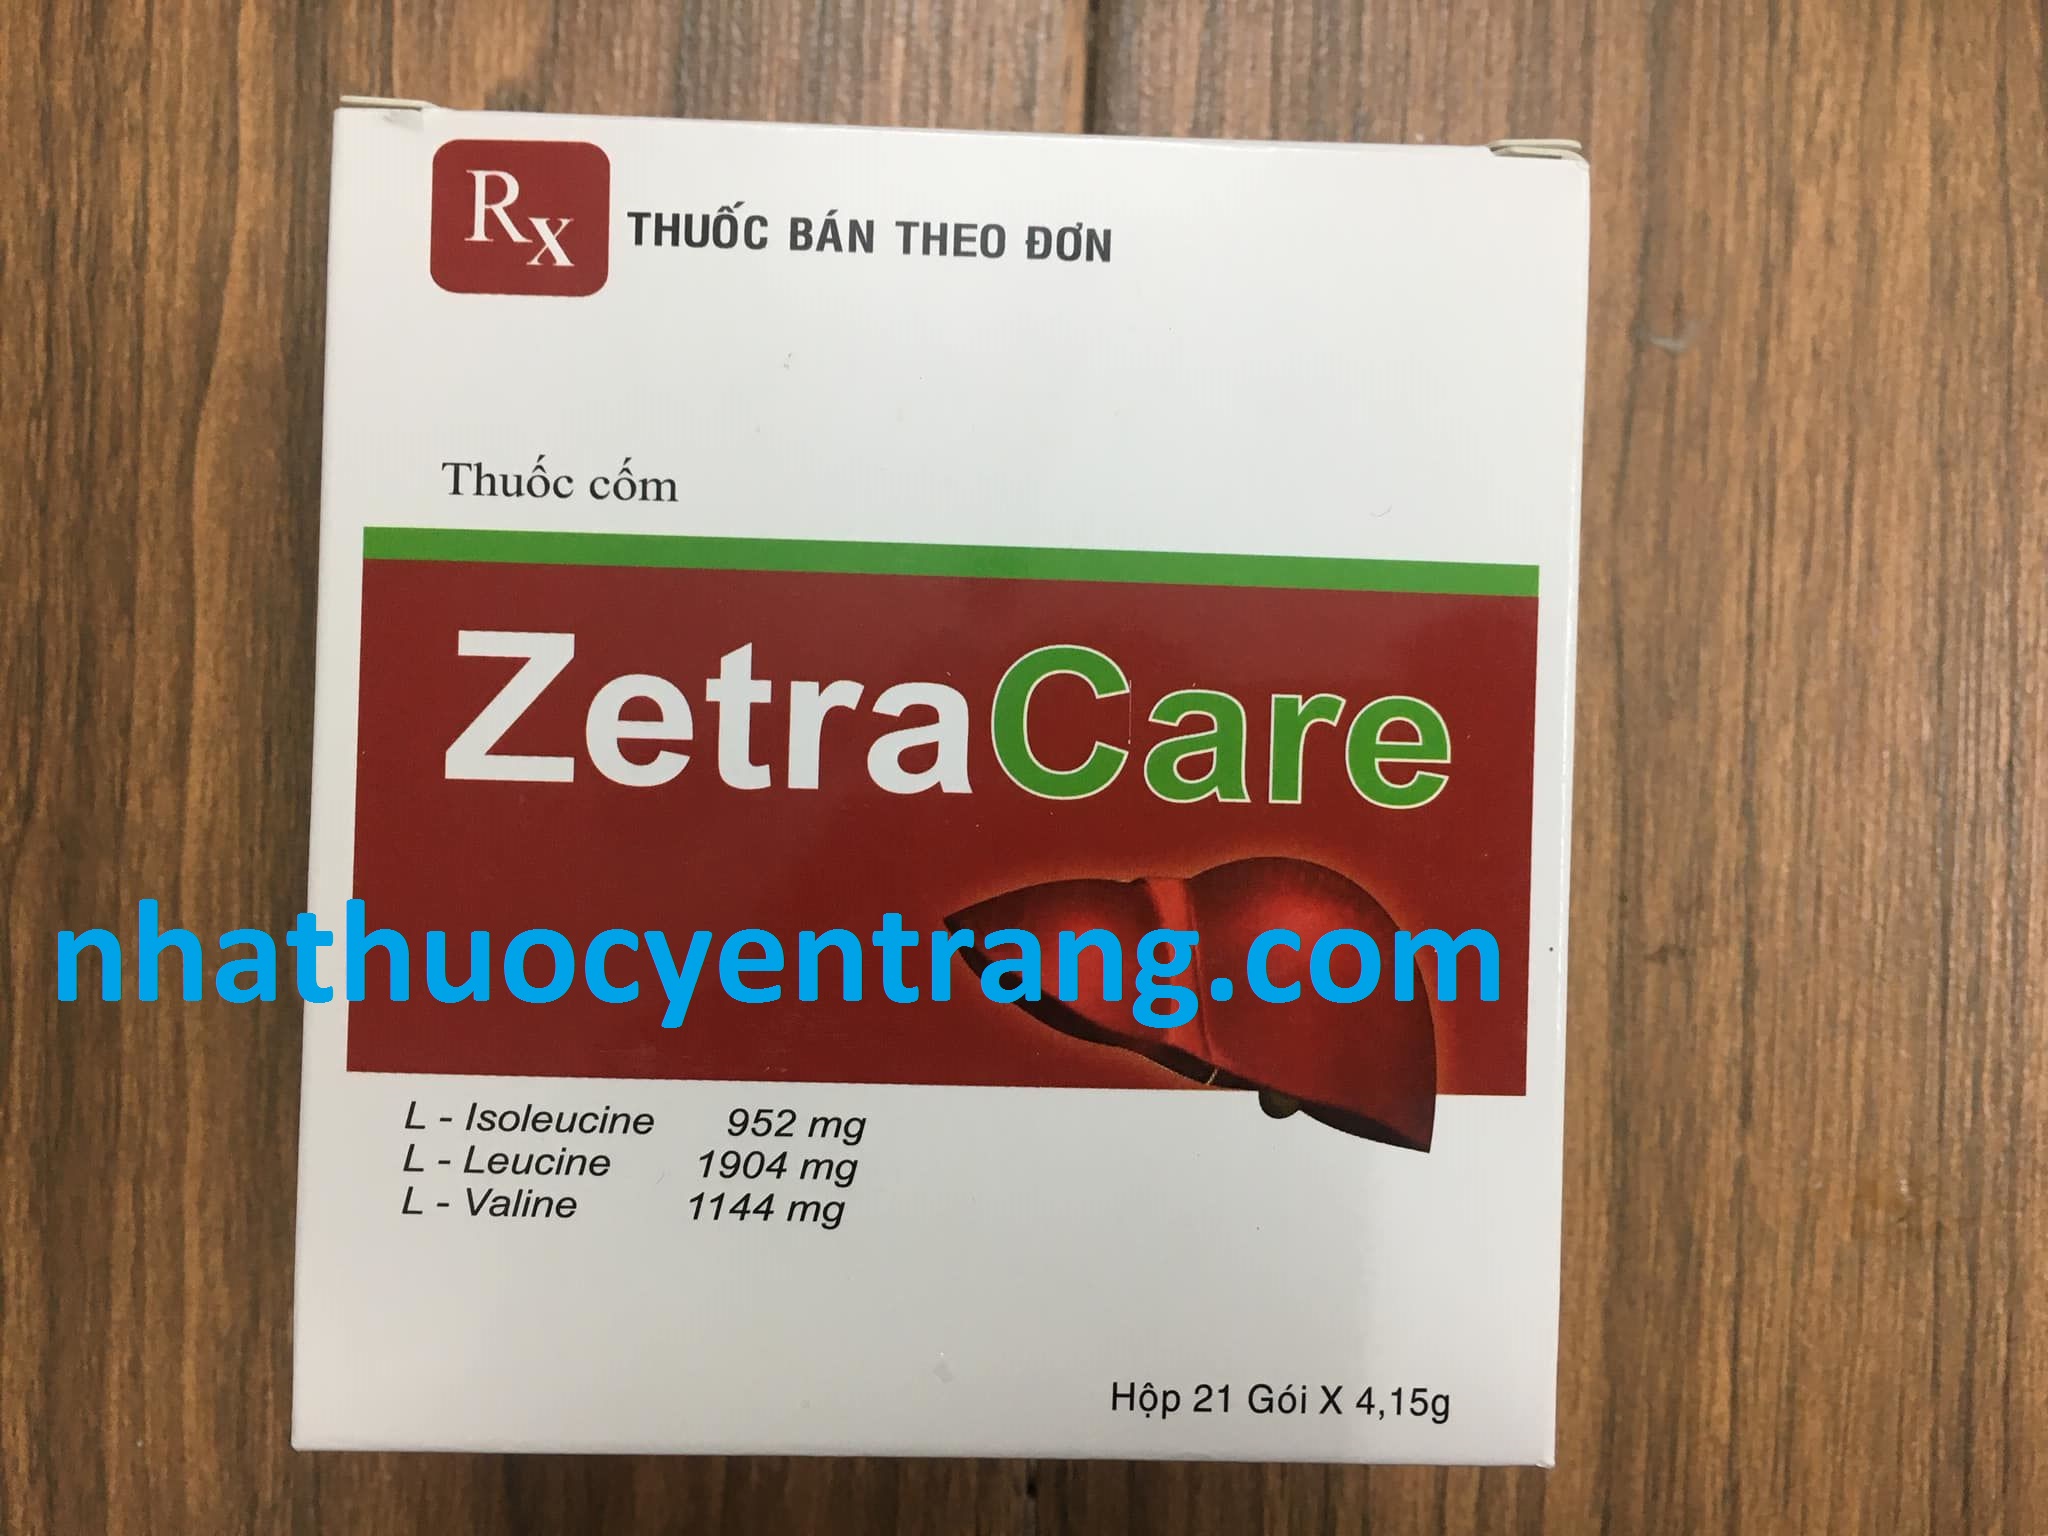 Rx THUỐC BÁN THEO ĐƠN
Thuốc cốm
ZetraCare
nhathuocyentrang.com
L - Isoleucine 952 mg
L - Leucine 1904 mg
L - Valine 1144 mg
Hộp 21 Gói X 4,15g